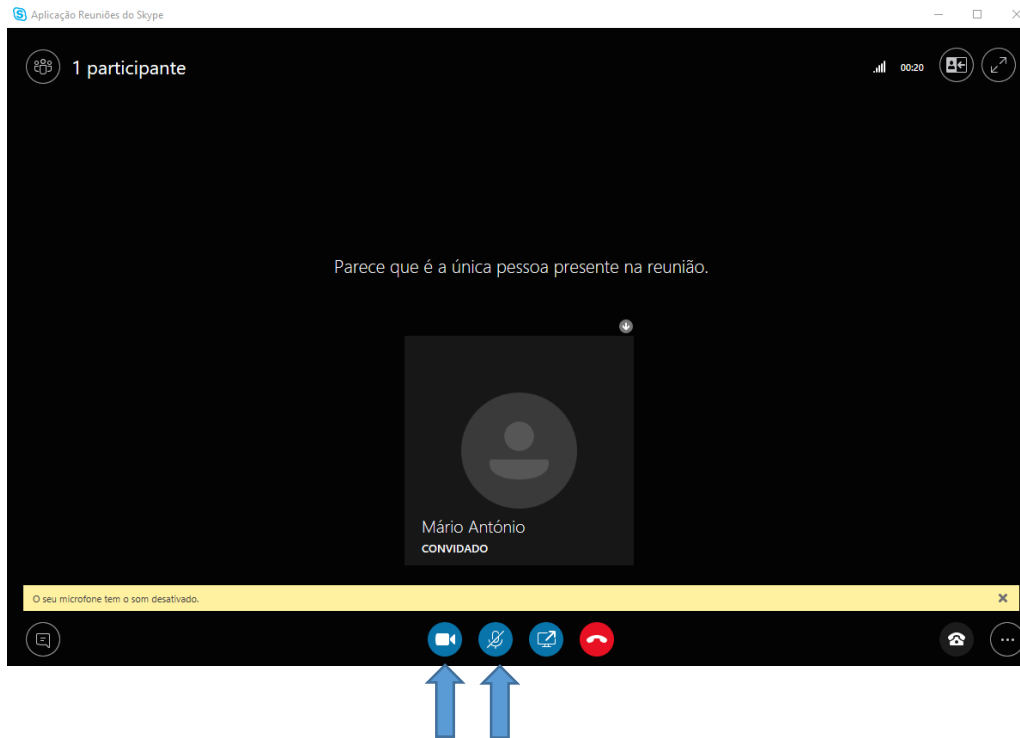 Aplicação Reuniões do Skype
1 participante
00:20
Parece que é a única pessoa presente na reunião.
Mário António
CONVIDADO
O seu microfone tem o som desativado.